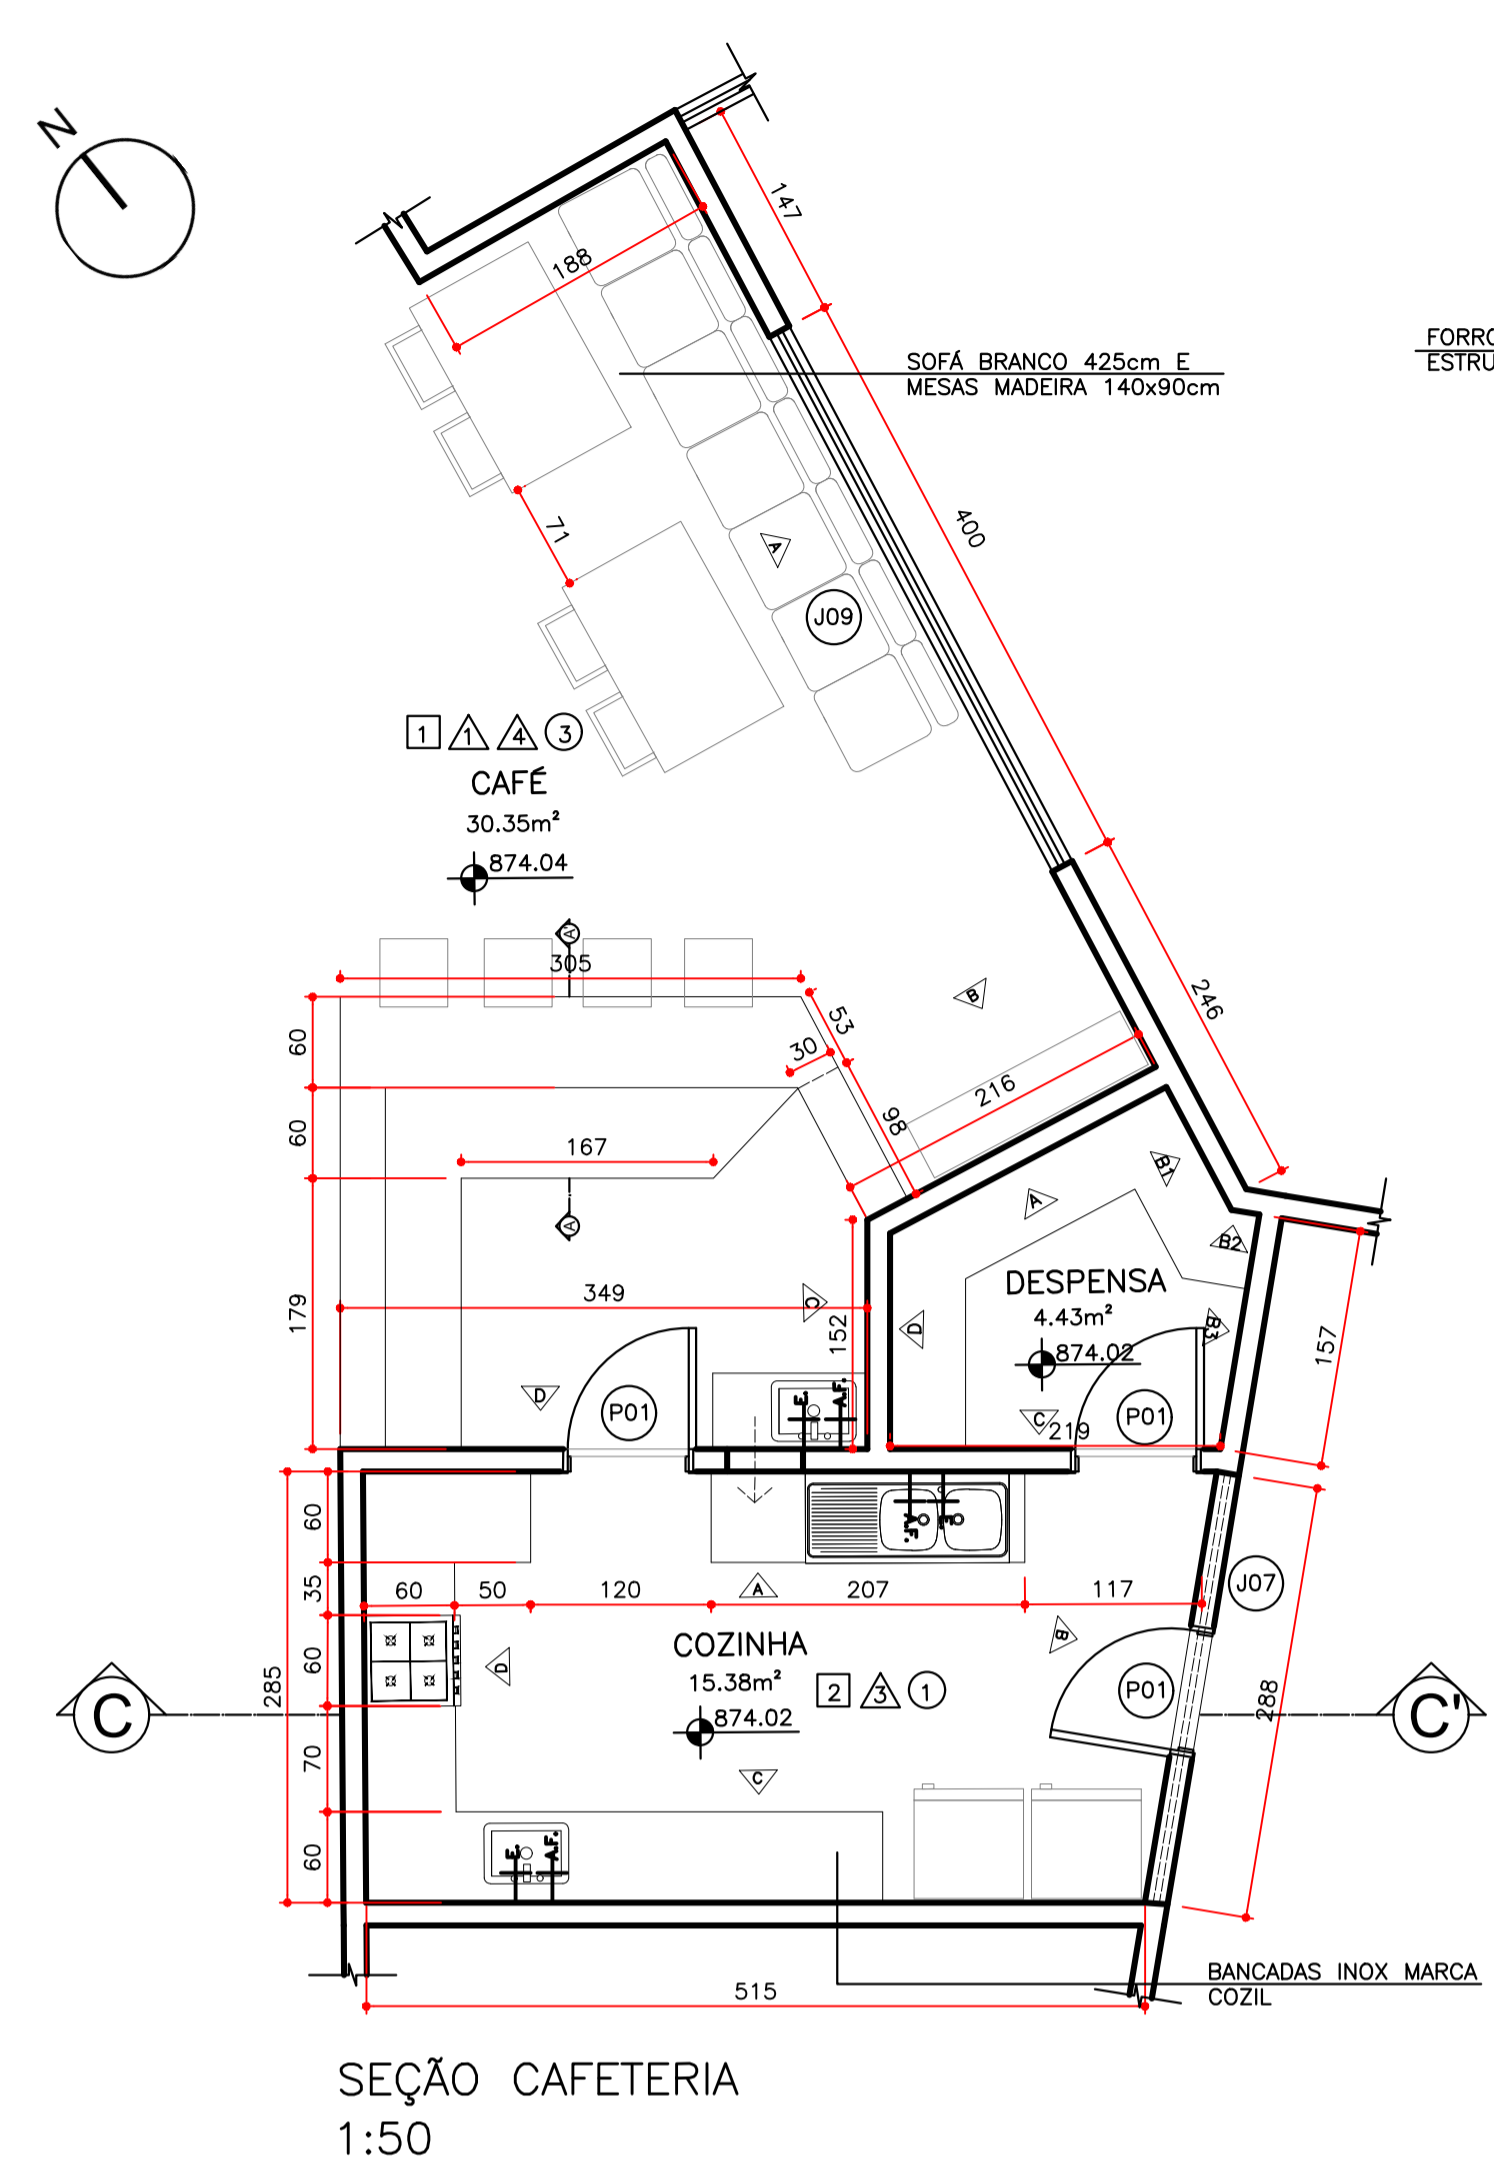 N
147
188
SOFÁ BRANCO 425cm E
MESAS MADEIRA 140x90cm
FORRO
ESTRU
400
71
A
J09
1 1 4 3
CAFÉ
30.35m²
874.04
A'
305
B
246
53
60
30
216
98
60
167
B1
A
A
B2
DESPENSA
4.43m²
874.02
349
C
179
152
D
B3
157
D
E.
A.F.
P01
P01
C
219
60
A.F.
E.
35
60
50
120
A
207
117
J07
B
COZINHA
15.38m²
2 3 1
874.02
60
D
285
P01
288
C
C'
70
C
60
E.
A.F.
BANCADAS INOX MARCA
COZIL
515
SEÇÃO CAFETERIA
1:50